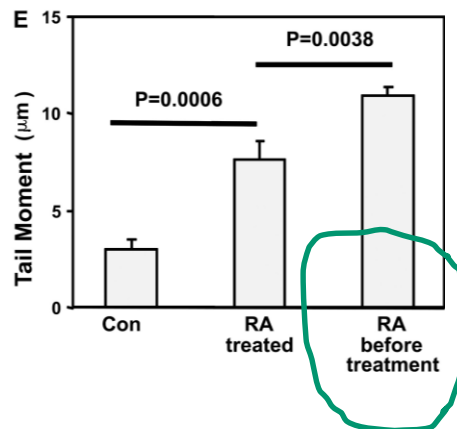 E
15
P=0.0038
P=0.0006
10
5
0
Tail Moment (μm)
Con
RA
treated
RA
before
treatment